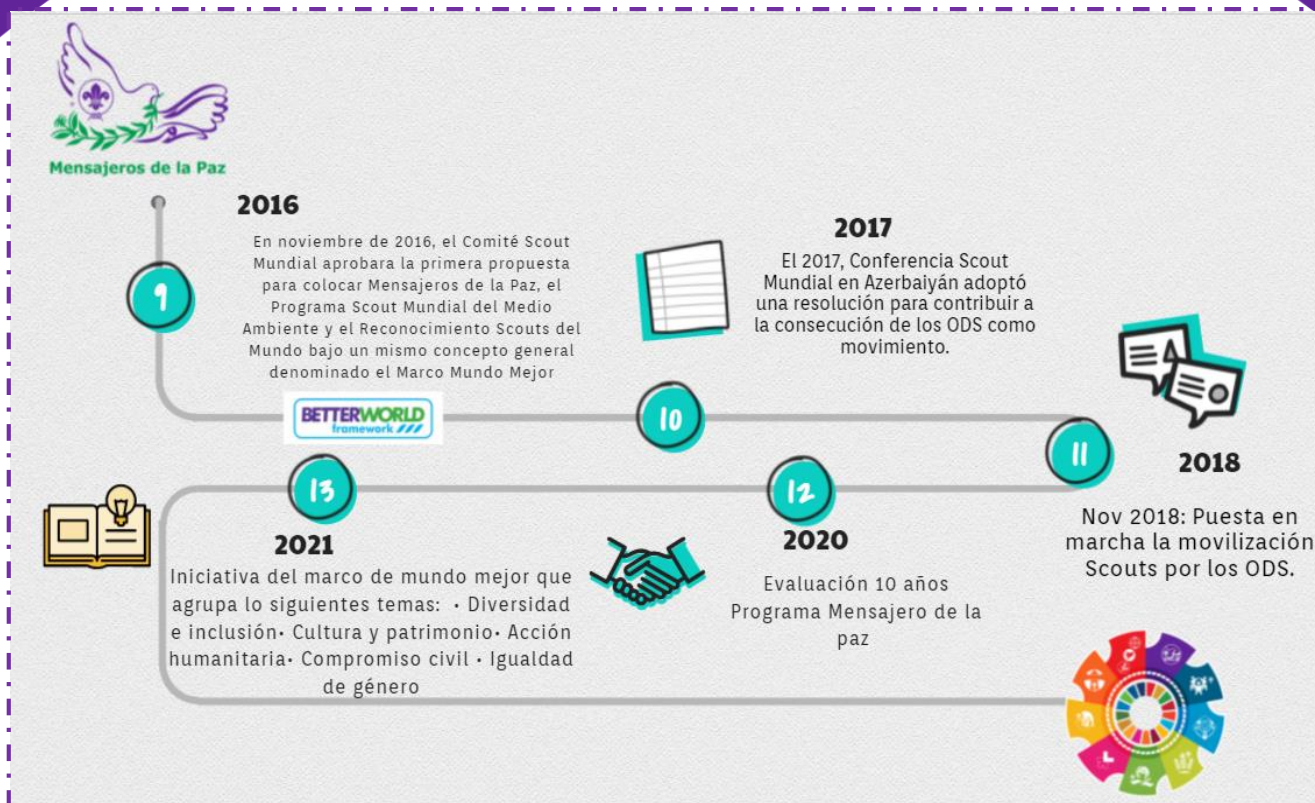 Mensajeros de la Paz
9
2016
En noviembre de 2016, el Comité Scout
Mundial aprobara la primera propuesta
para colocar Mensajeros de la Paz, el
Programa Scout Mundial del Medio
Ambiente y el Reconocimiento Scouts del
Mundo bajo un mismo concepto general
denominado el Marco Mundo Mejor
BETTERWORLD
framework
10
2017
El 2017, Conferencia Scout
Mundial en Azerbaiyán adoptó
una resolución para contribuir a
la consecución de los ODS como
movimiento.
11
2018
Nov 2018: Puesta en
marcha la movilización
Scouts por los ODS.
12
2020
Evaluación 10 años
Programa Mensajero de la
paz
13
2021
Iniciativa del marco de mundo mejor que
agrupa lo siguientes temas: • Diversidad
e inclusión• Cultura y patrimonio• Acción
humanitaria• Compromiso civil • Igualdad
de género